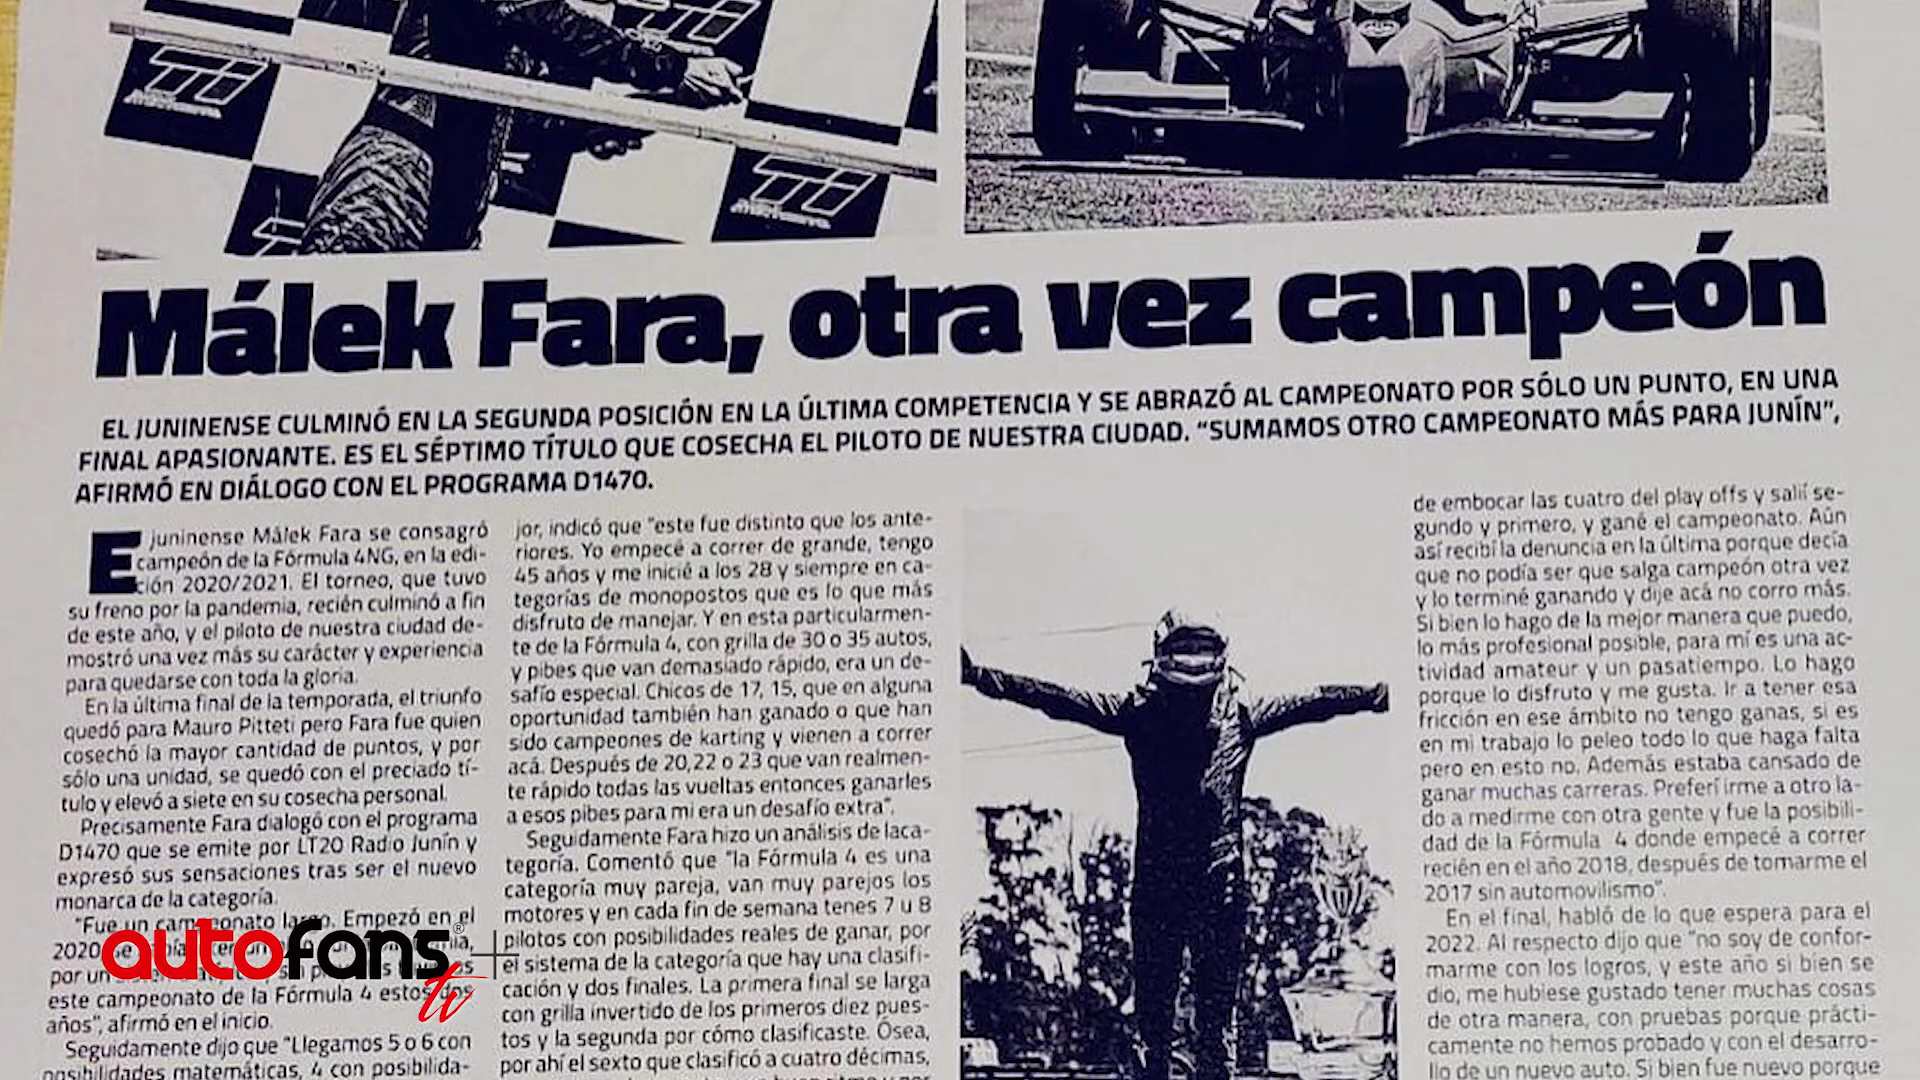 Málek Fara, otra vez campeón
EL JUNINENSE CULMINÓ EN LA SEGUNDA POSICIÓN EN LA ÚLTIMA COMPETENCIA Y SE ABRAZÓ AL CAMPEONATO POR SÓLO UN PUNTO, EN UNA
FINAL APASIONANTE. ES EL SÉPTIMO TÍTULO QUE COSECHA EL PILOTO DE NUESTRA CIUDAD. “SUMAMOS OTRO CAMPEONATO MÁS PARA JUNÍN”,
AFIRMÓ EN DIÁLOGO CON EL PROGRAMA D1470.
E juninense Málek Fara se consagró
campeón de la Fórmula 4NG, en la edi-
ción 2020/2021. El torneo, que tuvo
su freno por la pandemia, recién culminó a fin
de este año, y el piloto de nuestra ciudad de-
mostró una vez más su carácter y experiencia
para quedarse con toda la gloria.
En la última final de la temporada, el triunfo
quedó para Mauro Pitteti pero Fara fue quien
cosechó la mayor cantidad de puntos, y por
sólo una unidad, se quedó con el preciado tí-
tulo y elevó a siete en su cosecha personal.
Precisamente Fara dialogó con el programa
D1470 que se emite por LT20 Radio Junín y
expresó sus sensaciones tras ser el nuevo
monarca de la categoría.
"Fue un campeonato largo. Empezó en el
2020
por un
este campeonato de la Fórmula 4 estos dos
años", afirmó en el inicio.
Seguidamente dijo que "Llegamos 5 o 6 con
posibilidades matemáticas, 4 con posibilida-
jor, indicó que "este fue distinto que los ante-
riores. Yo empecé a correr de grande, tengo
45 años y me inicié a los 28 y siempre en ca-
tegorías de monopostos que es lo que más
disfruto de manejar. Y en esta particularmen-
te de la Fórmula 4, con grilla de 30 o 35 autos,
y pibes que van demasiado rápido, era un de-
safío especial. Chicos de 17, 15, que en alguna
oportunidad también han ganado o que han
sido campeones de karting y vienen a correr
acá. Después de 20,22 o 23 que van realmen-
te rápido todas las vueltas entonces ganarles
a esos pibes para mi era un desafío extra".
Seguidamente Fara hizo un análisis de laca-
tegoría. Comentó que "la Fórmula 4 es una
categoría muy pareja, van muy parejos los
motores y en cada fin de semana tenes 7 u 8
pilotos con posibilidades reales de ganar, por
el sistema de la categoría que hay una clasifi-
cación y dos finales. La primera final se larga
con grilla invertido de los primeros diez pues-
tos y la segunda por cómo clasificaste. Osea,
por ahí el sexto que clasificó a cuatro décimas,
de embocar las cuatro del play offs y salií se-
gundo y primero, y gané el campeonato. Aún
así recibí la denuncia en la última porque decía
que no podía ser que salga campeón otra vez
y lo terminé ganando y dije acá no corro más.
Si bien lo hago de la mejor manera que puedo,
lo más profesional posible, para mí es una ac-
tividad amateur y un pasatiempo. Lo hago
porque lo disfruto y me gusta. Ir a tener esa
fricción en ese ámbito no tengo ganas, si es
en mi trabajo lo peleo todo lo que haga falta
pero en esto no. Además estaba cansado de
ganar muchas carreras. Preferí irme a otro la-
do a medirme con otra gente y fue la posibili-
dad de la Fórmula 4 donde empecé a correr
recién en el año 2018, después de tomarme el
2017 sin automovilismo".
En el final, habló de lo que espera para el
2022. Al respecto dijo que "no soy de confor-
marme con los logros, y este año si bien se
dio, me hubiese gustado tener muchas cosas
de otra manera, con pruebas porque prácti-
camente no hemos probado y con el desarro-
llo de un nuevo auto. Si bien fue nuevo porque
autofans®
tv